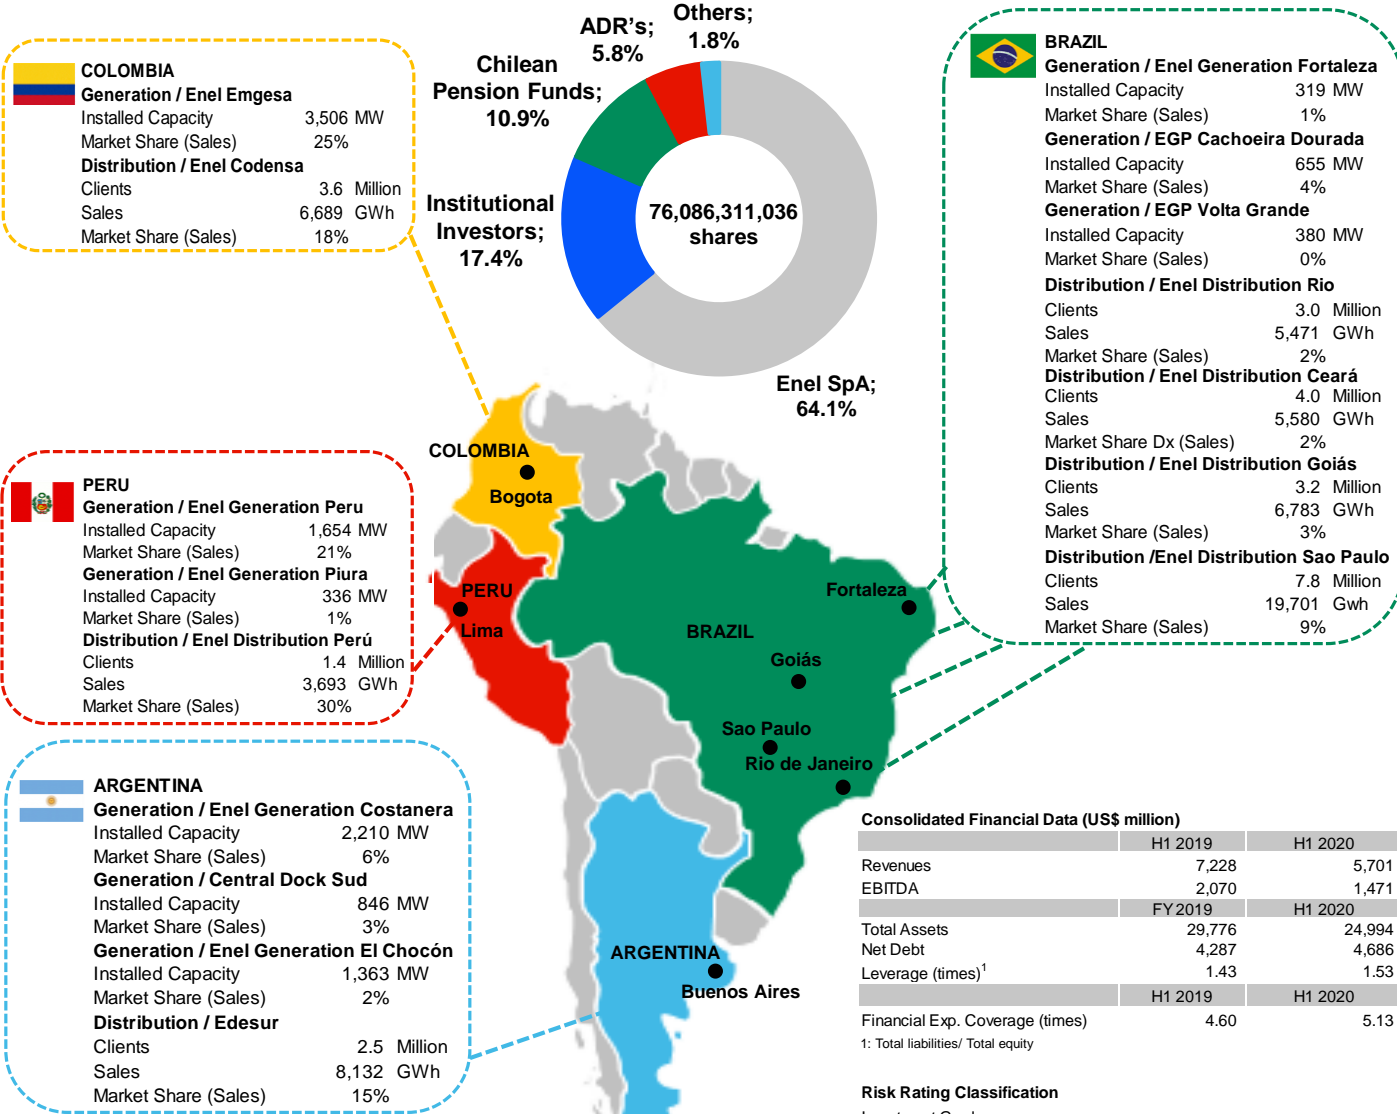 COLOMBIA
Generation / Enel Emgesa
Installed Capacity 3,506 MW
Market Share (Sales) 25%
Distribution / Enel Codensa
Clients 3.6 Million
Sales 6,689 GWh
Market Share (Sales) 18%
Others;
1.8%
ADR's;
5.8%
Chilean
Pension Funds;
10.9%
Institutional
Investors;
17.4%
76,086,311,036
shares
Enel SpA;
64.1%
BRAZIL
Generation / Enel Generation Fortaleza
Installed Capacity 319 MW
Market Share (Sales) 1%
Generation / EGP Cachoeira Dourada
Installed Capacity 655 MW
Market Share (Sales) 4%
Generation / EGP Volta Grande
Installed Capacity 380 MW
Market Share (Sales) 0%
Distribution / Enel Distribution Rio
Clients 3.0 Million
Sales 5,471 GWh
Market Share (Sales) 2%
Distribution / Enel Distribution Ceará
Clients 4.0 Million
Sales 5,580 GWh
Market Share Dx (Sales) 2%
Distribution / Enel Distribution Goiás
Clients 3.2 Million
Sales 6,783 GWh
Market Share (Sales) 3%
Distribution /Enel Distribution Sao Paulo
Clients 7.8 Million
Sales 19,701 Gwh
Market Share (Sales) 9%
PERU
Generation / Enel Generation Peru
Installed Capacity 1,654 MW
Market Share (Sales) 21%
Generation / Enel Generation Piura
Installed Capacity 336 MW
Market Share (Sales) 1%
Distribution / Enel Distribution Perú
Clients 1.4 Million
Sales 3,693 GWh
Market Share (Sales) 30%
COLOMBIA
Bogota
PERU
Lima
BRAZIL
Fortaleza
Goiás
Sao Paulo
Rio de Janeiro
ARGENTINA
Buenos Aires
ARGENTINA
Generation / Enel Generation Costanera
Installed Capacity 2,210 MW
Market Share (Sales) 6%
Generation / Central Dock Sud
Installed Capacity 846 MW
Market Share (Sales) 3%
Generation / Enel Generation El Chocón
Installed Capacity 1,363 MW
Market Share (Sales) 2%
Distribution / Edesur
Clients 2.5 Million
Sales 8,132 GWh
Market Share (Sales) 15%
Consolidated Financial Data (US$ million)
H1 2019 H1 2020
Revenues 7,228 5,701
EBITDA 2,070 1,471
FY 2019 H1 2020
Total Assets 29,776 24,994
Net Debt 4,287 4,686
Leverage (times)1 1.43 1.53
H1 2019 H1 2020
Financial Exp. Coverage (times) 4.60 5.13
1: Total liabilities/ Total equity
Risk Rating Classification